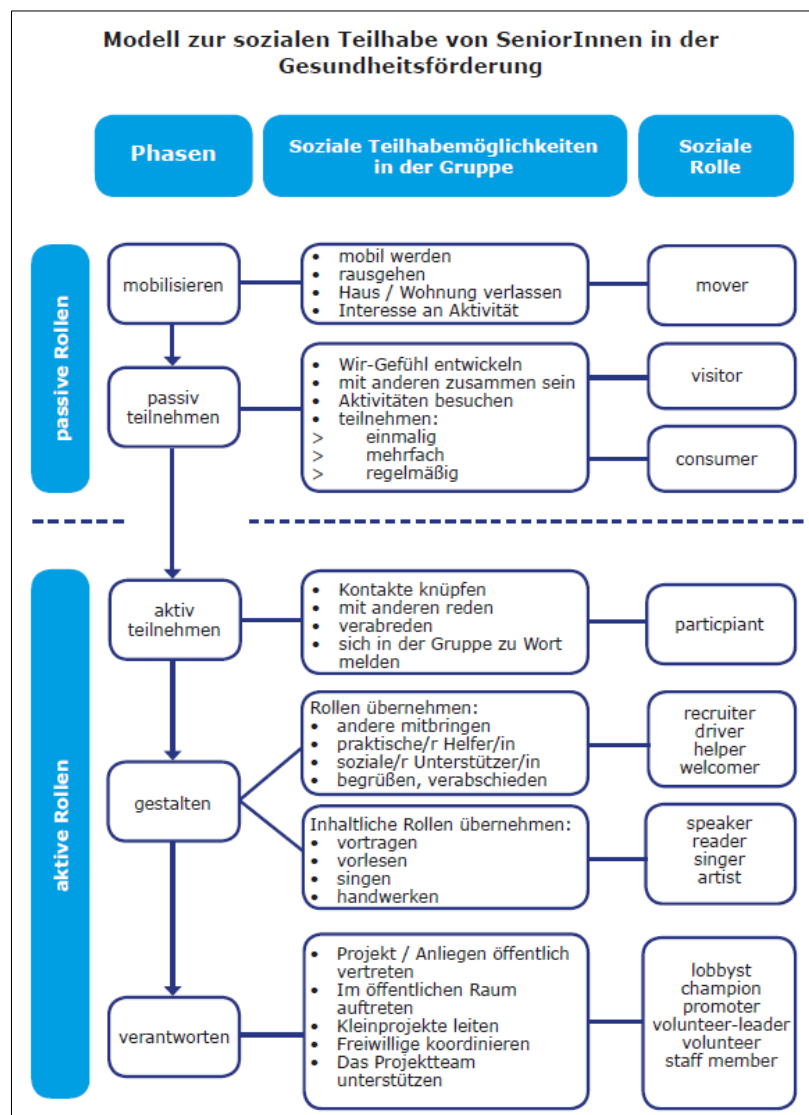 Modell zur sozialen Teilhabe von SeniorInnen in der
Gesundheitsförderung
Phasen
Soziale Teilhabemöglichkeiten
in der Gruppe
Soziale
Rolle
passive Rollen
mobilisieren
• mobil werden
• rausgehen
• Haus / Wohnung verlassen
• Interesse an Aktivität
mover
passiv
teilnehmen
• Wir-Gefühl entwickeln
• mit anderen zusammen sein
• Aktivitäten besuchen
• teilnehmen:
> einmalig
> mehrfach
> regelmäßig
visitor
consumer
aktive Rollen
aktiv
teilnehmen
• Kontakte knüpfen
• mit anderen reden
• verabreden
• sich in der Gruppe zu Wort
melden
particpiant
gestalten
Rollen übernehmen:
• andere mitbringen
• praktische/r Helfer/in
• soziale/r Unterstützer/in
• begrüßen, verabschieden
recruiter
driver
helper
welcomer
Inhaltliche Rollen übernehmen:
• vortragen
• vorlesen
• singen
• handwerken
speaker
reader
singer
artist
verantworten
• Projekt / Anliegen öffentlich
vertreten
• Im öffentlichen Raum
auftreten
• Kleinprojekte leiten
• Freiwillige koordinieren
• Das Projektteam
unterstützen
lobbyst
champion
promoter
volunteer-leader
volunteer
staff member